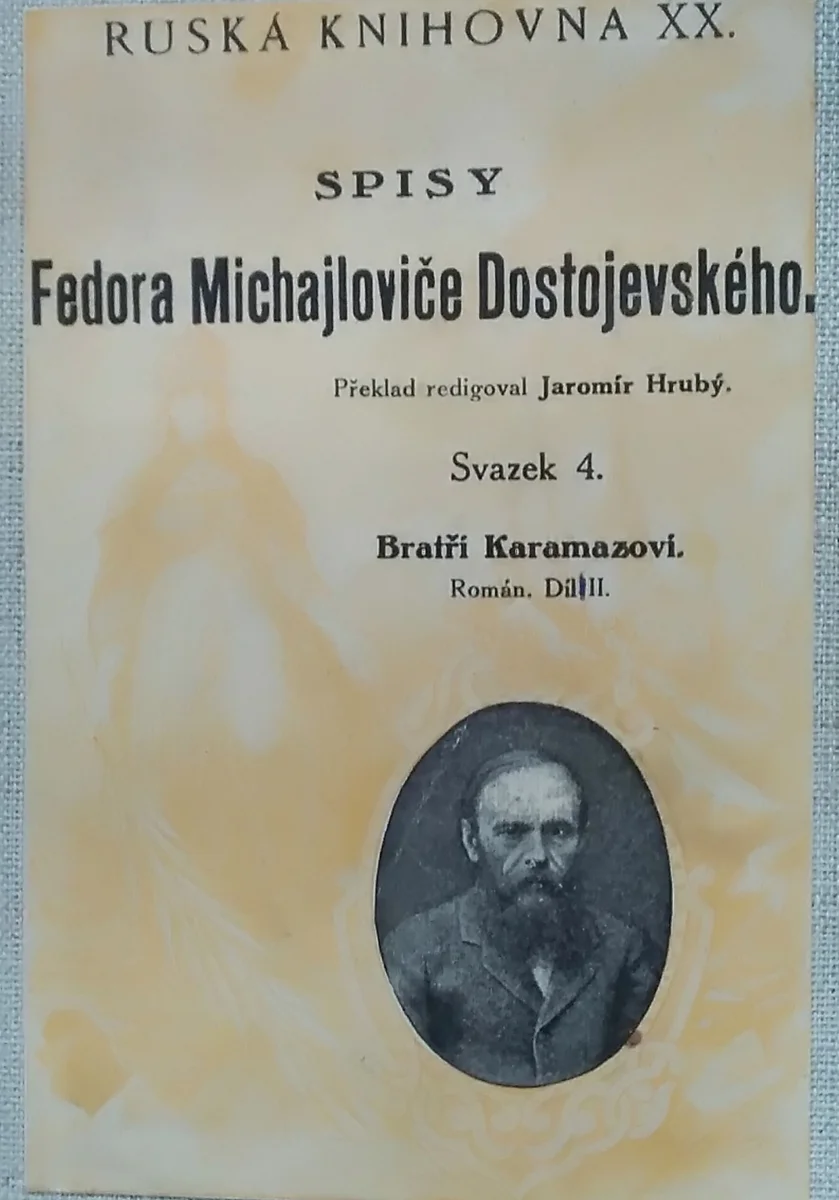 RUSKÁ KNIHOVNA XX.
SPISY
Fedora Michajloviče Dostojevského.
Překlad redigoval Jaromír Hrubý.
Svazek 4.
Bratří Karamazovi.
Román. Díl II.